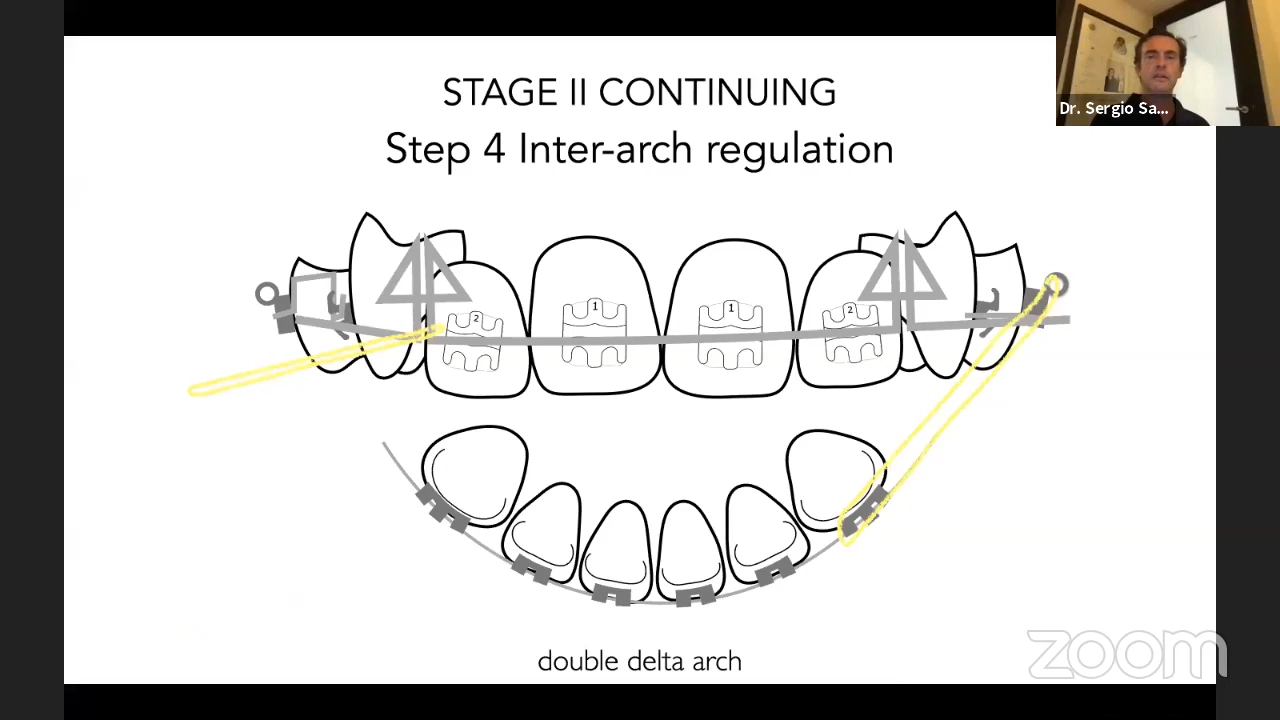 STAGE II CONTINUING
Step 4 Inter-arch regulation
Dr. Sergio Sa...
2
1
1
2
double delta arch
zoom